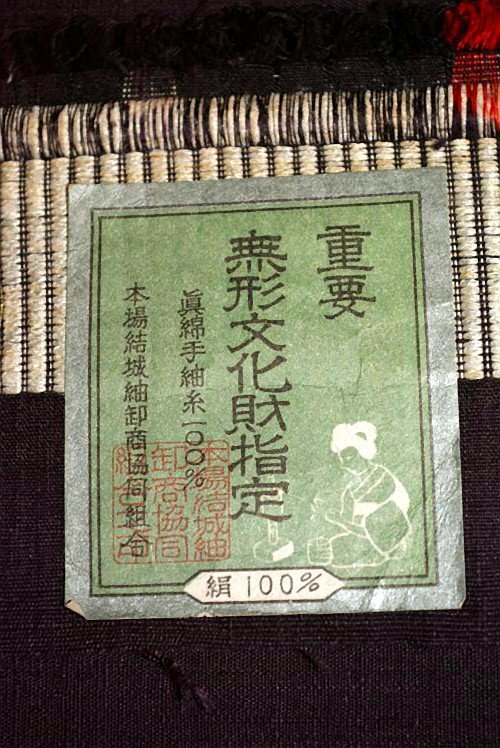 重要
無形文化財指定
眞綿手紬糸一〇〇%
本場結城紬卸商協同組合
本場結城紬
卸商協同
絹100%